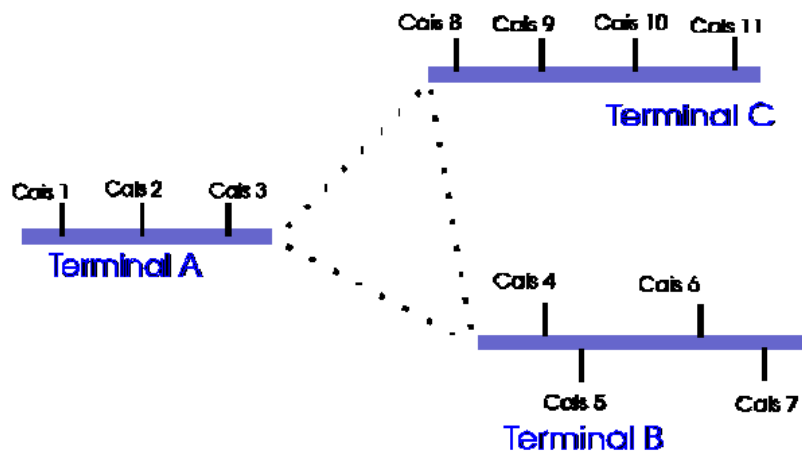 Cais 8 Cais 9 Cais 10 Cais 11
Terminal C
Cais 1 Cais 2 Cais 3
Terminal A
Cais 4 Cais 6
Cais 5 Cais 7
Terminal B